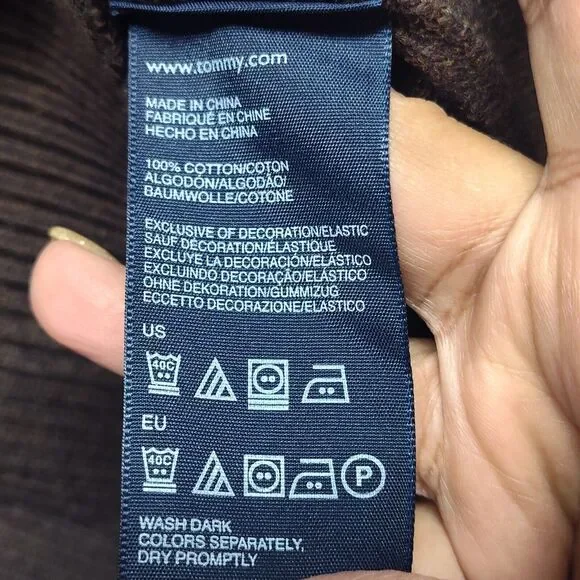 www.tommy.com
MADE IN CHINA
FABRIQUÉ EN CHINE
HECHO EN CHINA
100% COTTON/COTON
ALGODÓN/ALGODÃO/
BAUMWOLLE/COTONE
EXCLUSIVE OF DECORATION/ELASTIC
SAUF DÉCORATION/ÉLASTIQUE
EXCLUYE LA DECORACIÓN/ELÁSTICO
EXCLUINDO DECORAÇÃO/ELÁSTICO
OHNE DEKORATION/GUMMIZUG
ECCETTO DECORAZIONE/ELASTICO
US
40C
EU
40C P
WASH DARK
COLORS SEPARATELY,
DRY PROMPTLY